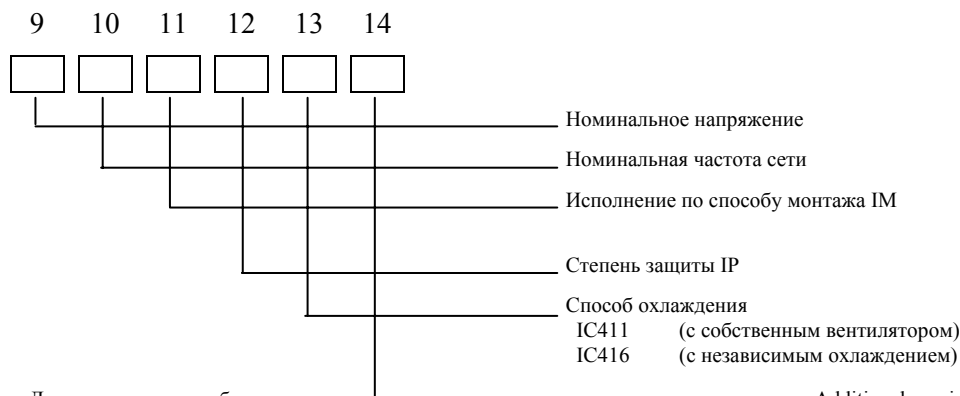 9 10 11 12 13 14
Номинальное напряжение
Номинальная частота сети
Исполнение по способу монтажа IM
Степень защиты IP
Способ охлаждения
IC411 (с собственным вентилятором)
IC416 (с независимым охлаждением)